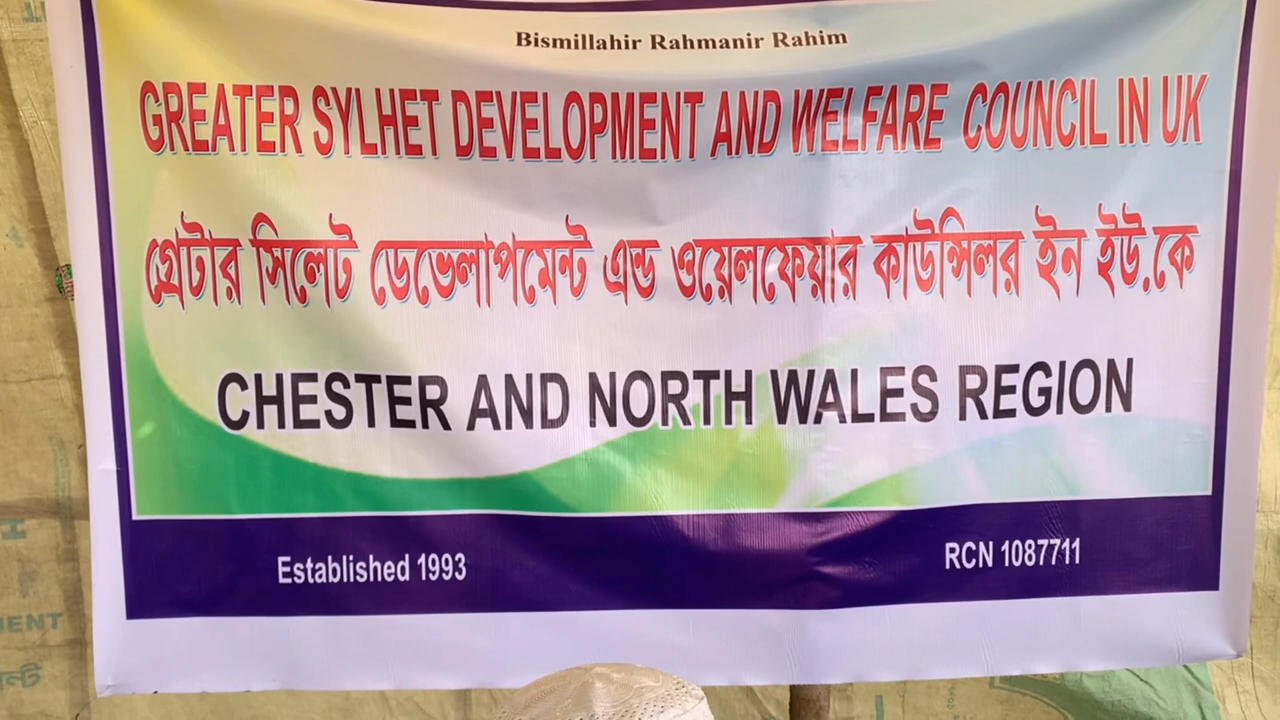 Bismillahir Rahmanir Rahim
GREATER SYLHET DEVELOPMENT AND WELFARE COUNCIL IN UK
গ্রেটার সিলেট ডেভেলাপমেন্ট এন্ড ওয়েলফেয়ার কাউন্সিলর ইন ইউ.কে
CHESTER AND NORTH WALES REGION
Established 1993
RCN 1087711